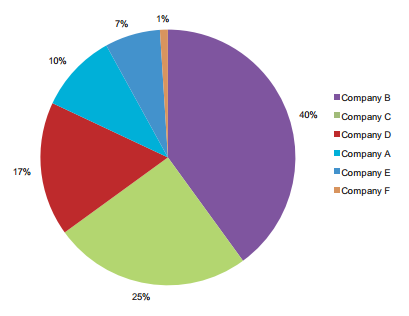 1%
7%
10%
17%
25%
40%
Company B
Company C
Company D
Company A
Company E
Company F